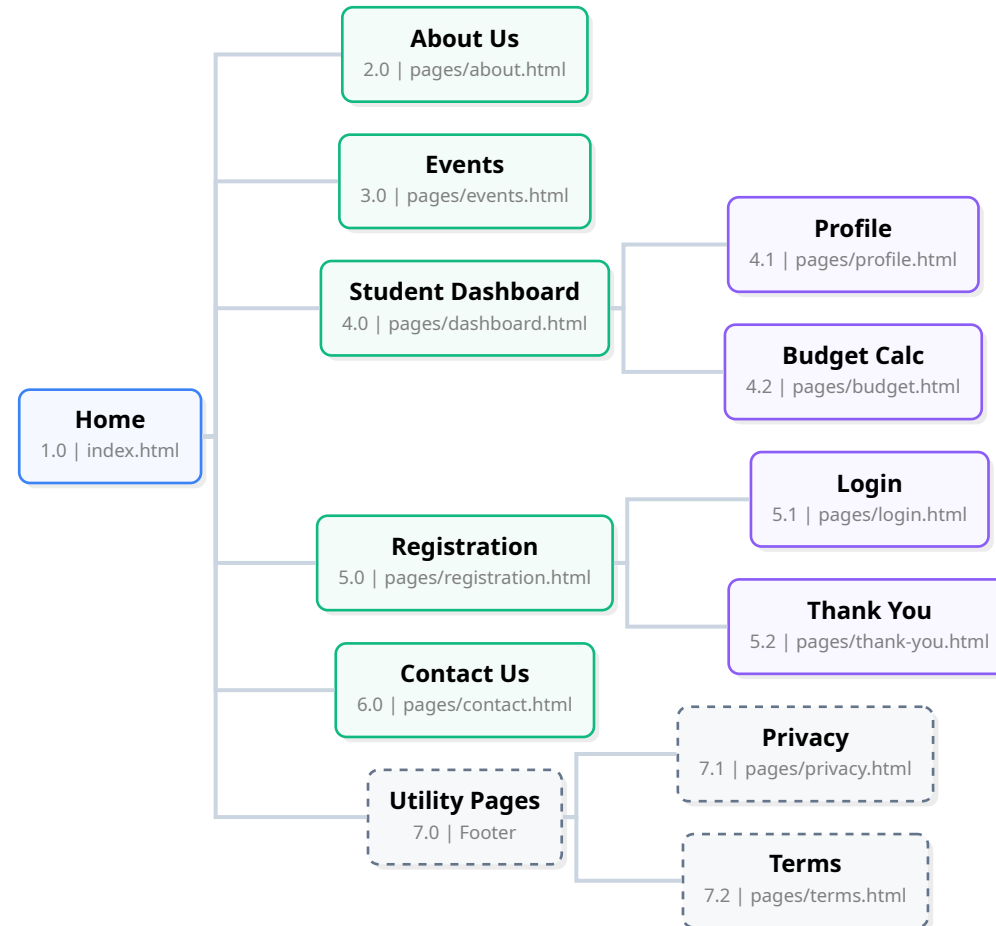 About Us
2.0 | pages/about.html
Events
3.0 | pages/events.html
Profile
4.1 | pages/profile.html
Student Dashboard
4.0 | pages/dashboard.html
Budget Calc
4.2 | pages/budget.html
Home
1.0 | index.html
Login
5.1 | pages/login.html
Registration
5.0 | pages/registration.html
Thank You
5.2 | pages/thank-you.html
Contact Us
6.0 | pages/contact.html
Privacy
7.1 | pages/privacy.html
Utility Pages
7.0 | Footer
Terms
7.2 | pages/terms.html